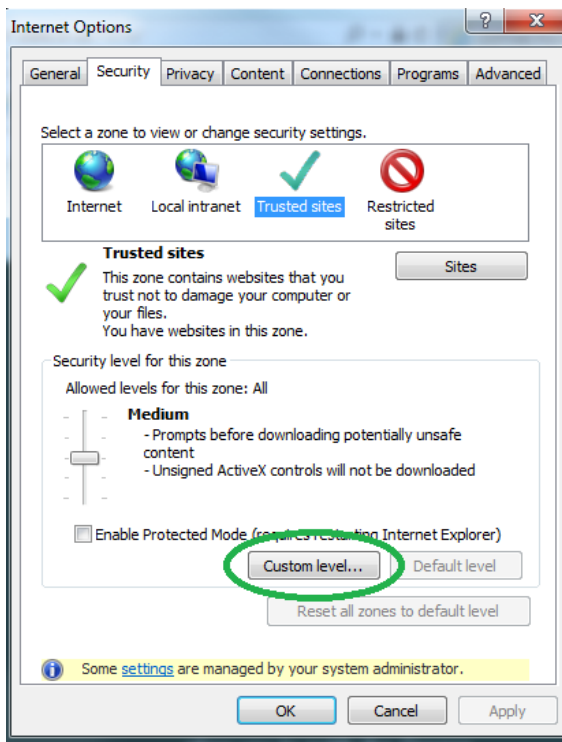 Internet Options
?
X
General Security Privacy Content Connections Programs Advanced
Select a zone to view or change security settings.
Internet Local intranet Trusted sites Restricted
sites
Trusted sites
Sites
This zone contains websites that you
trust not to damage your computer or
your files.
You have websites in this zone.
Security level for this zone
Allowed levels for this zone: All
Medium
- Prompts before downloading potentially unsafe
content
- Unsigned ActiveX controls will not be downloaded
Enable Protected Mode (requires restarting Internet Explorer)
Custom level... Default level
Reset all zones to default level
Some settings are managed by your system administrator.
OK Cancel Apply